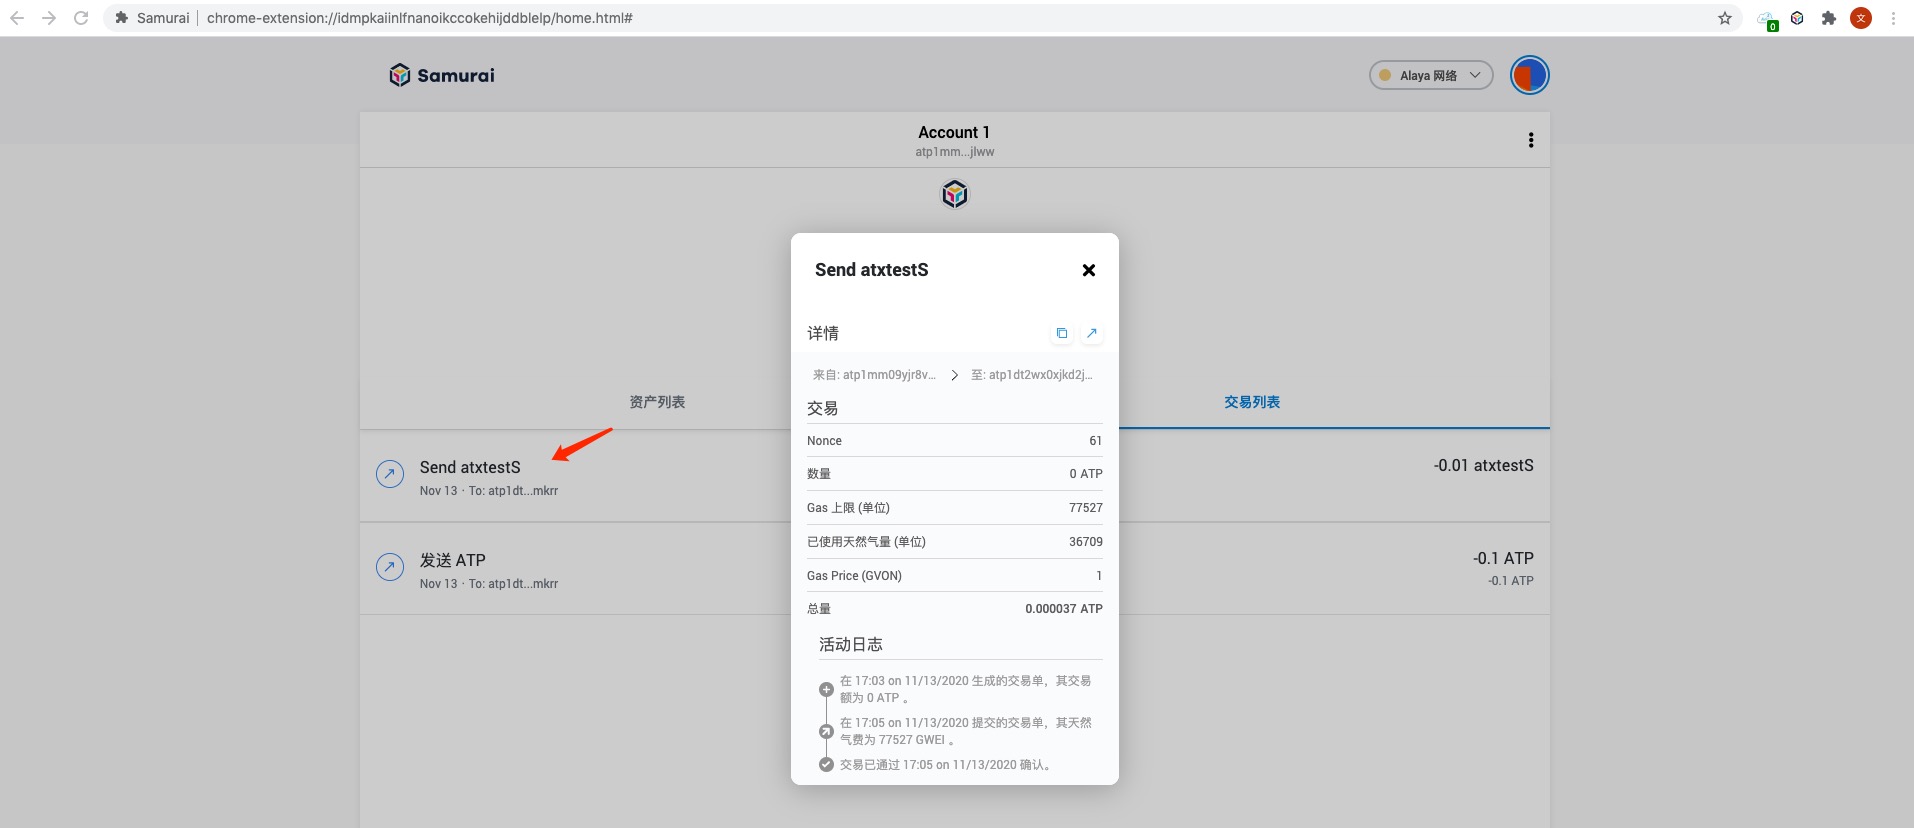 Samurai
chrome-extension://idmpkaiinlfnanoikccokehijddblelp/home.html#
0
文
Samurai
Alaya 网络
Account 1
atp1mm...jlww
资产列表
交易列表
Send atxtestS
Nov 13 · To: atp1dt...mkrr
-0.01 atxtestS
发送 ATP
Nov 13 · To: atp1dt...mkrr
-0.1 ATP
-0.1 ATP
Send atxtestS
详情
来自: atp1mm09yjr8v...
至: atp1dt2wx0xjkd2j...
交易
Nonce 61
数量 0 ATP
Gas 上限 (单位) 77527
已使用天然气量 (单位) 36709
Gas Price (GVON) 1
总量 0.000037 ATP
活动日志
在 17:03 on 11/13/2020 生成的交易单，其交易
额为 0 ATP 。
在 17:05 on 11/13/2020 提交的交易单，其天然
气费为 77527 GWEI 。
交易已通过 17:05 on 11/13/2020 确认。